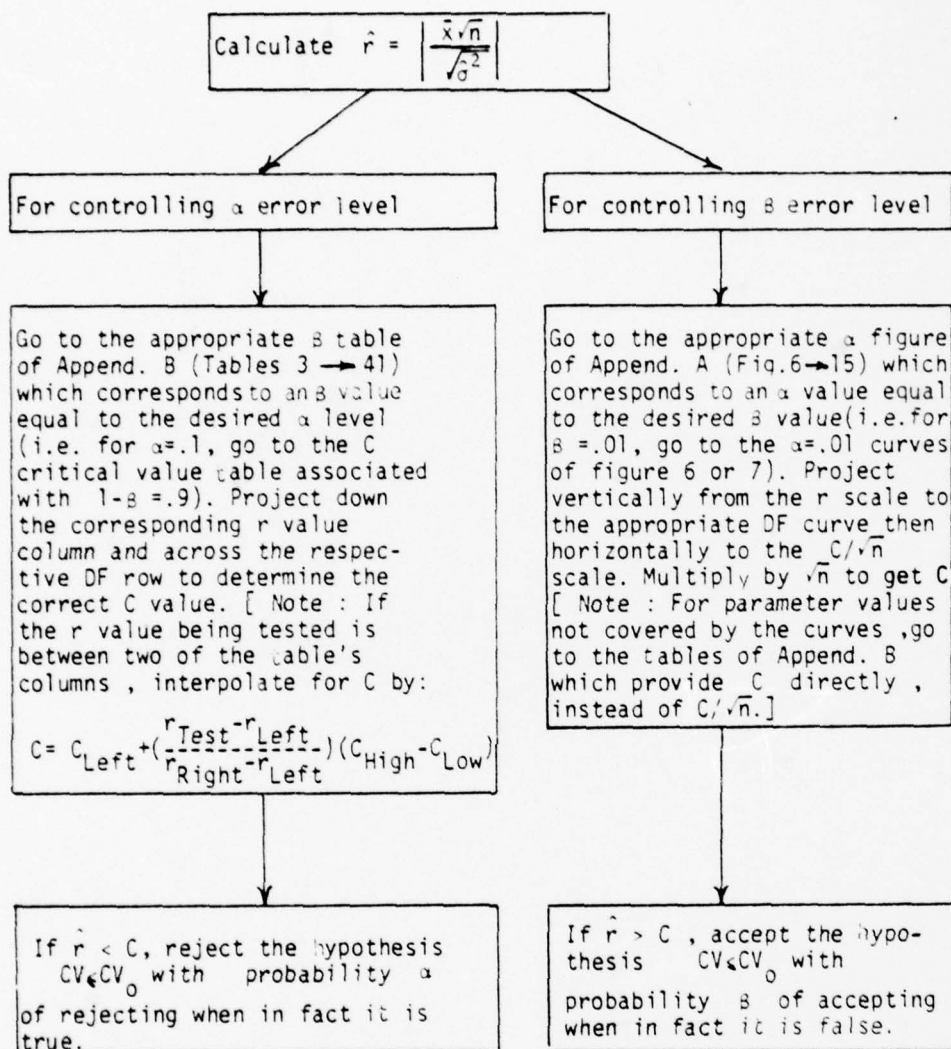 Calculate r̂ = | x̄√n / √σ̂² |
For controlling α error level
For controlling β error level
Go to the appropriate β table
of Append. B (Tables 3 → 41)
which corresponds to an β value
equal to the desired α level
(i.e. for α=.1, go to the C
critical value table associated
with 1-β =.9). Project down
the corresponding r value
column and across the respec-
tive DF row to determine the
correct C value. [ Note : If
the r value being tested is
between two of the table's
columns , interpolate for C by:
C= C_Left+(r_Test-r_Left / r_Right-r_Left)(C_High-C_Low)
Go to the appropriate α figure
of Append. A (Fig.6→15) which
corresponds to an α value equal
to the desired β value(i.e.for
β =.01, go to the α=.01 curves
of figure 6 or 7). Project
vertically from the r scale to
the appropriate DF curve then
horizontally to the C/√n
scale. Multiply by √n to get C
[ Note : For parameter values
not covered by the curves ,go
to the tables of Append. B
which provide C directly ,
instead of C/√n.]
If r̂ < C, reject the hypothesis
CV≤CV₀ with probability α
of rejecting when in fact it is
true.
If r̂ > C , accept the hypo-
thesis CV≤CV₀ with
probability β of accepting
when in fact it is false.